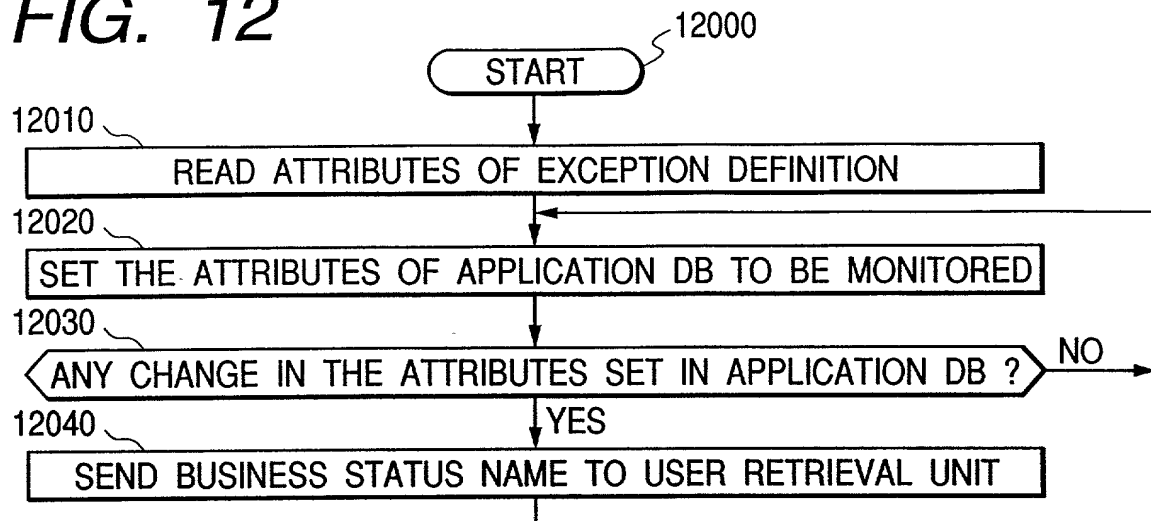 FIG. 12
12000
START
12010
READ ATTRIBUTES OF EXCEPTION DEFINITION
12020
SET THE ATTRIBUTES OF APPLICATION DB TO BE MONITORED
12030
ANY CHANGE IN THE ATTRIBUTES SET IN APPLICATION DB ?
NO
YES
12040
SEND BUSINESS STATUS NAME TO USER RETRIEVAL UNIT